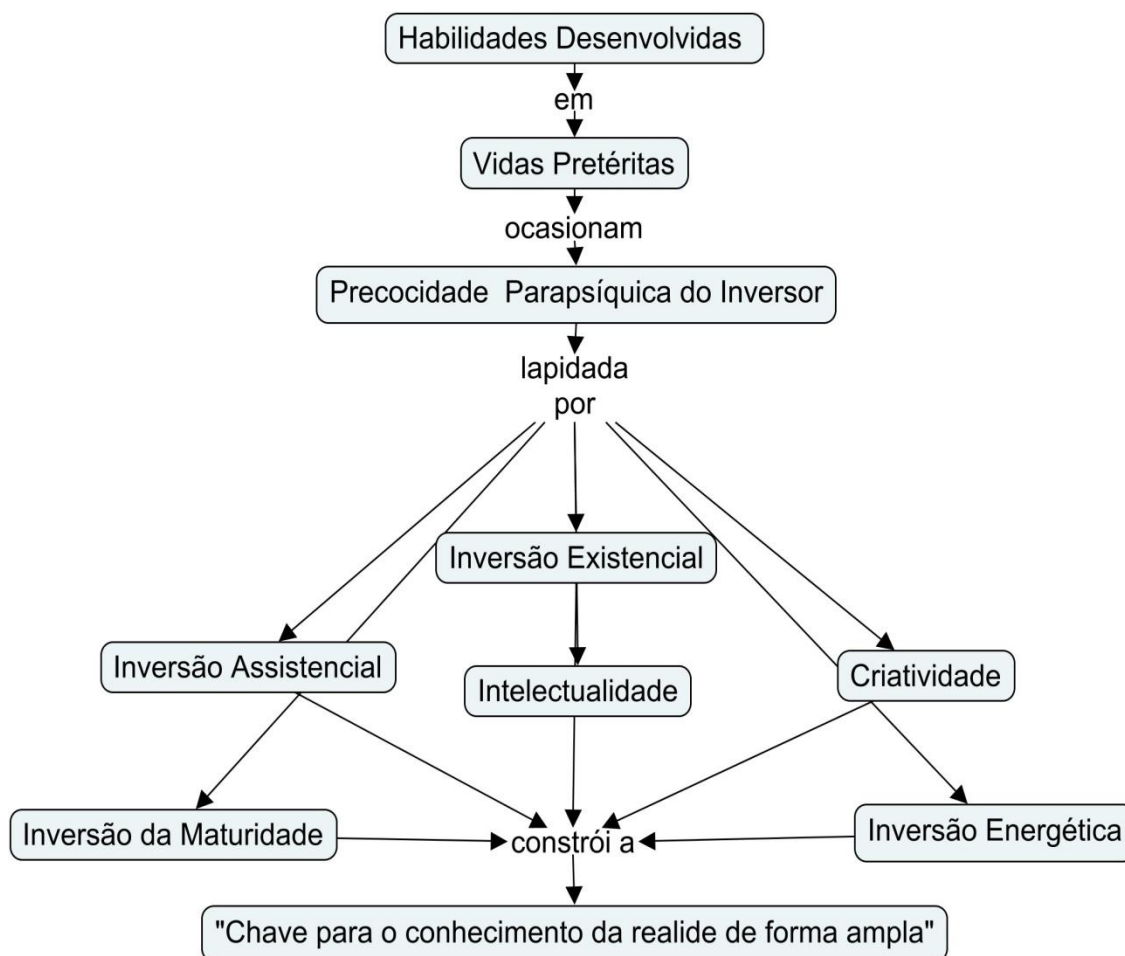 Habilidades Desenvolvidas
em
Vidas Pretéritas
ocasionam
Precocidade Parapsíquica do Inversor
lapidada
por
Inversão Existencial
Inversão Assistencial
Intelectualidade
Criatividade
Inversão da Maturidade
constrói a
Inversão Energética
"Chave para o conhecimento da realide de forma ampla"